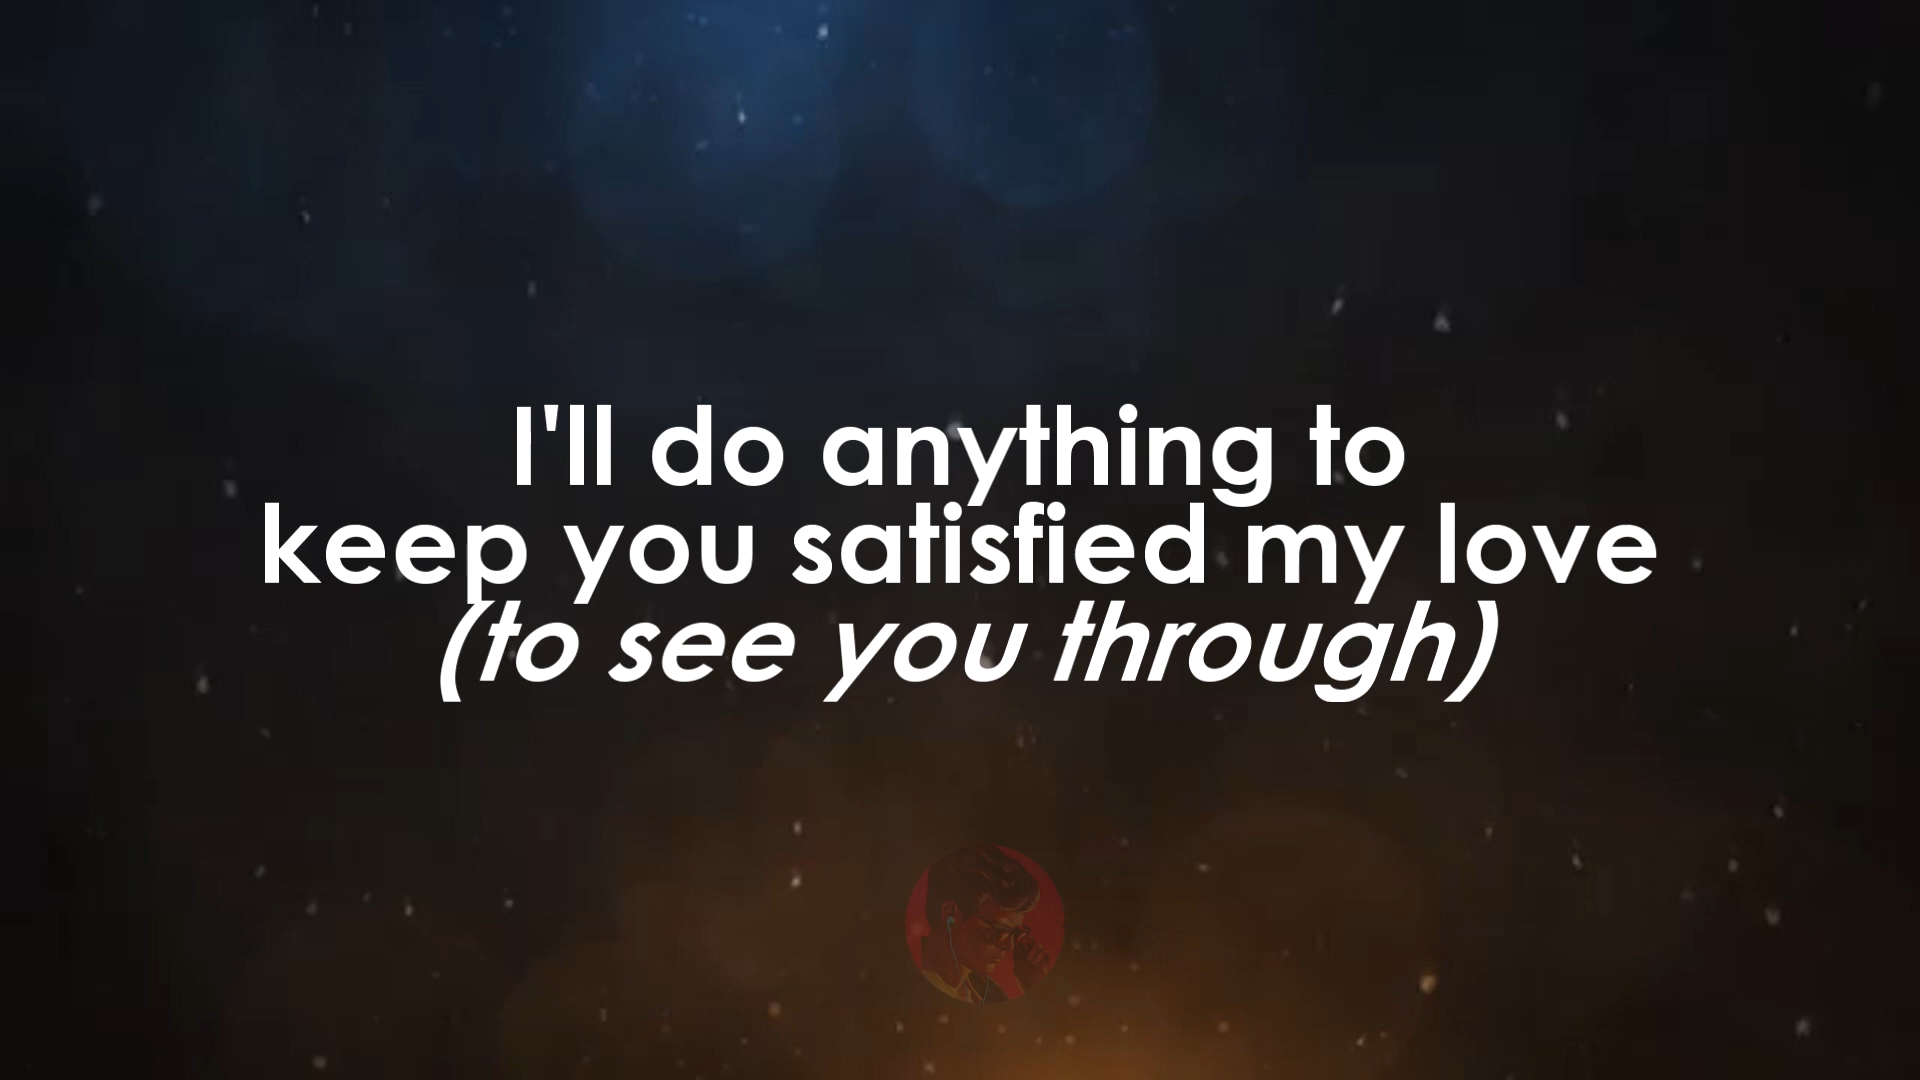 I'll do anything to
keep you satisfied my love
(to see you through)